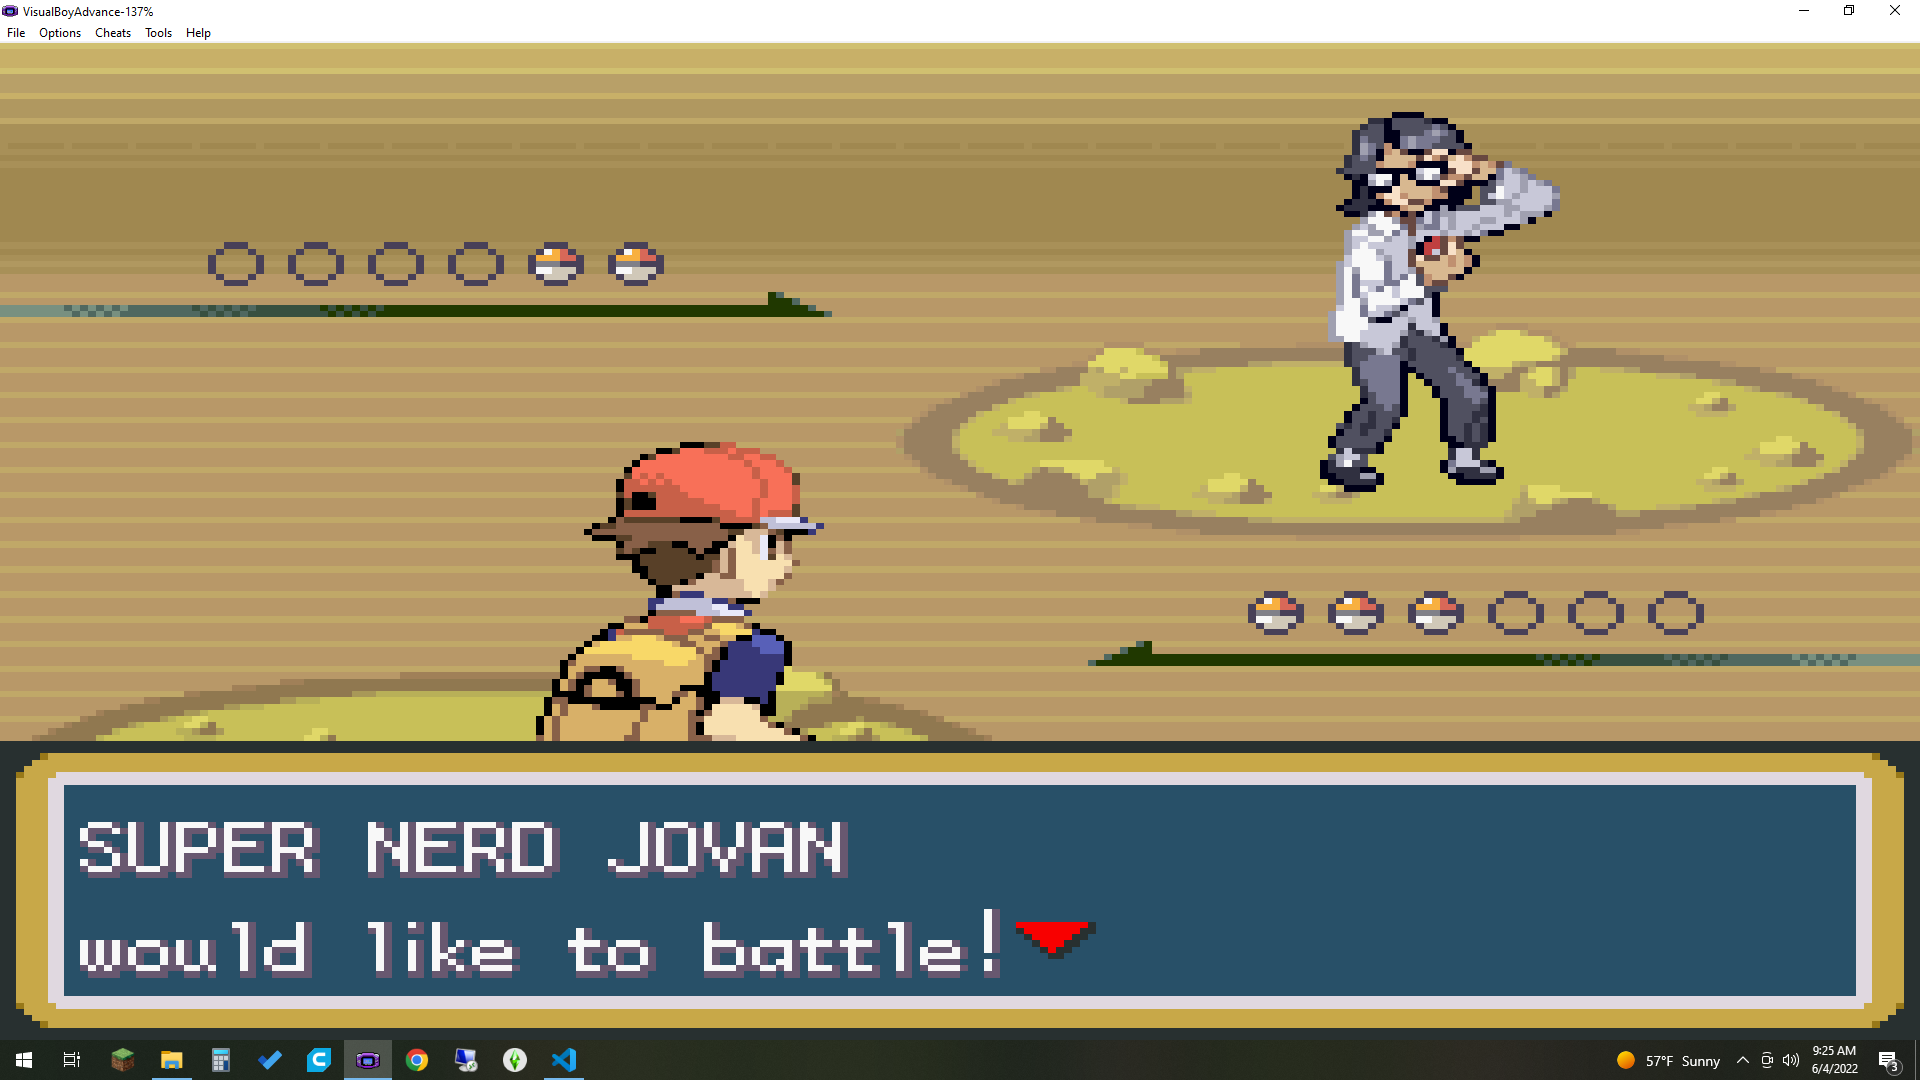 VisualBoyAdvance-137%
File Options Cheats Tools Help
SUPER NERD JOVAN
would like to battle!
57°F Sunny
9:25 AM
6/4/2022
3